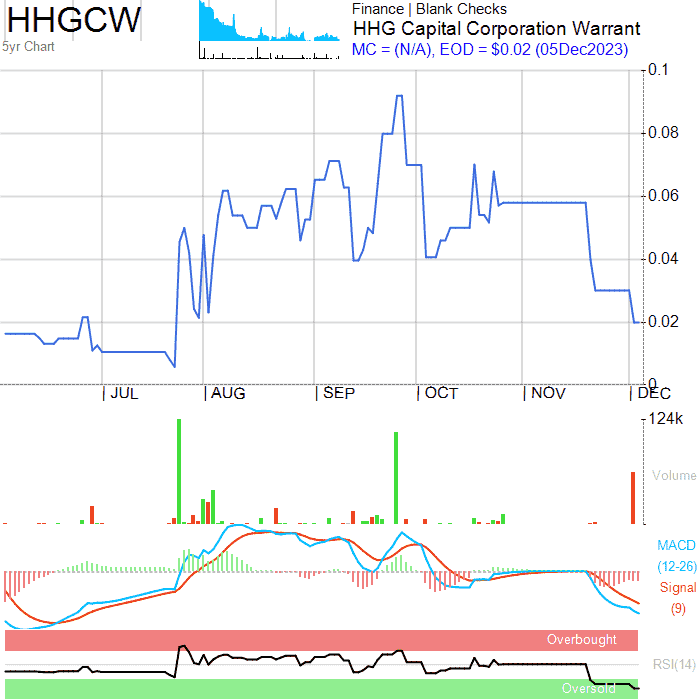 HHGCW
5yr Chart
Finance | Blank Checks
HHG Capital Corporation Warrant
MC = (N/A), EOD = $0.02 (05Dec2023)
0.1
0.08
0.06
0.04
0.02
0
JUL
AUG
SEP
OCT
NOV
DEC
124k
Volume
MACD
(12-26)
Signal
(9)
Overbought
RSI(14)
Oversold